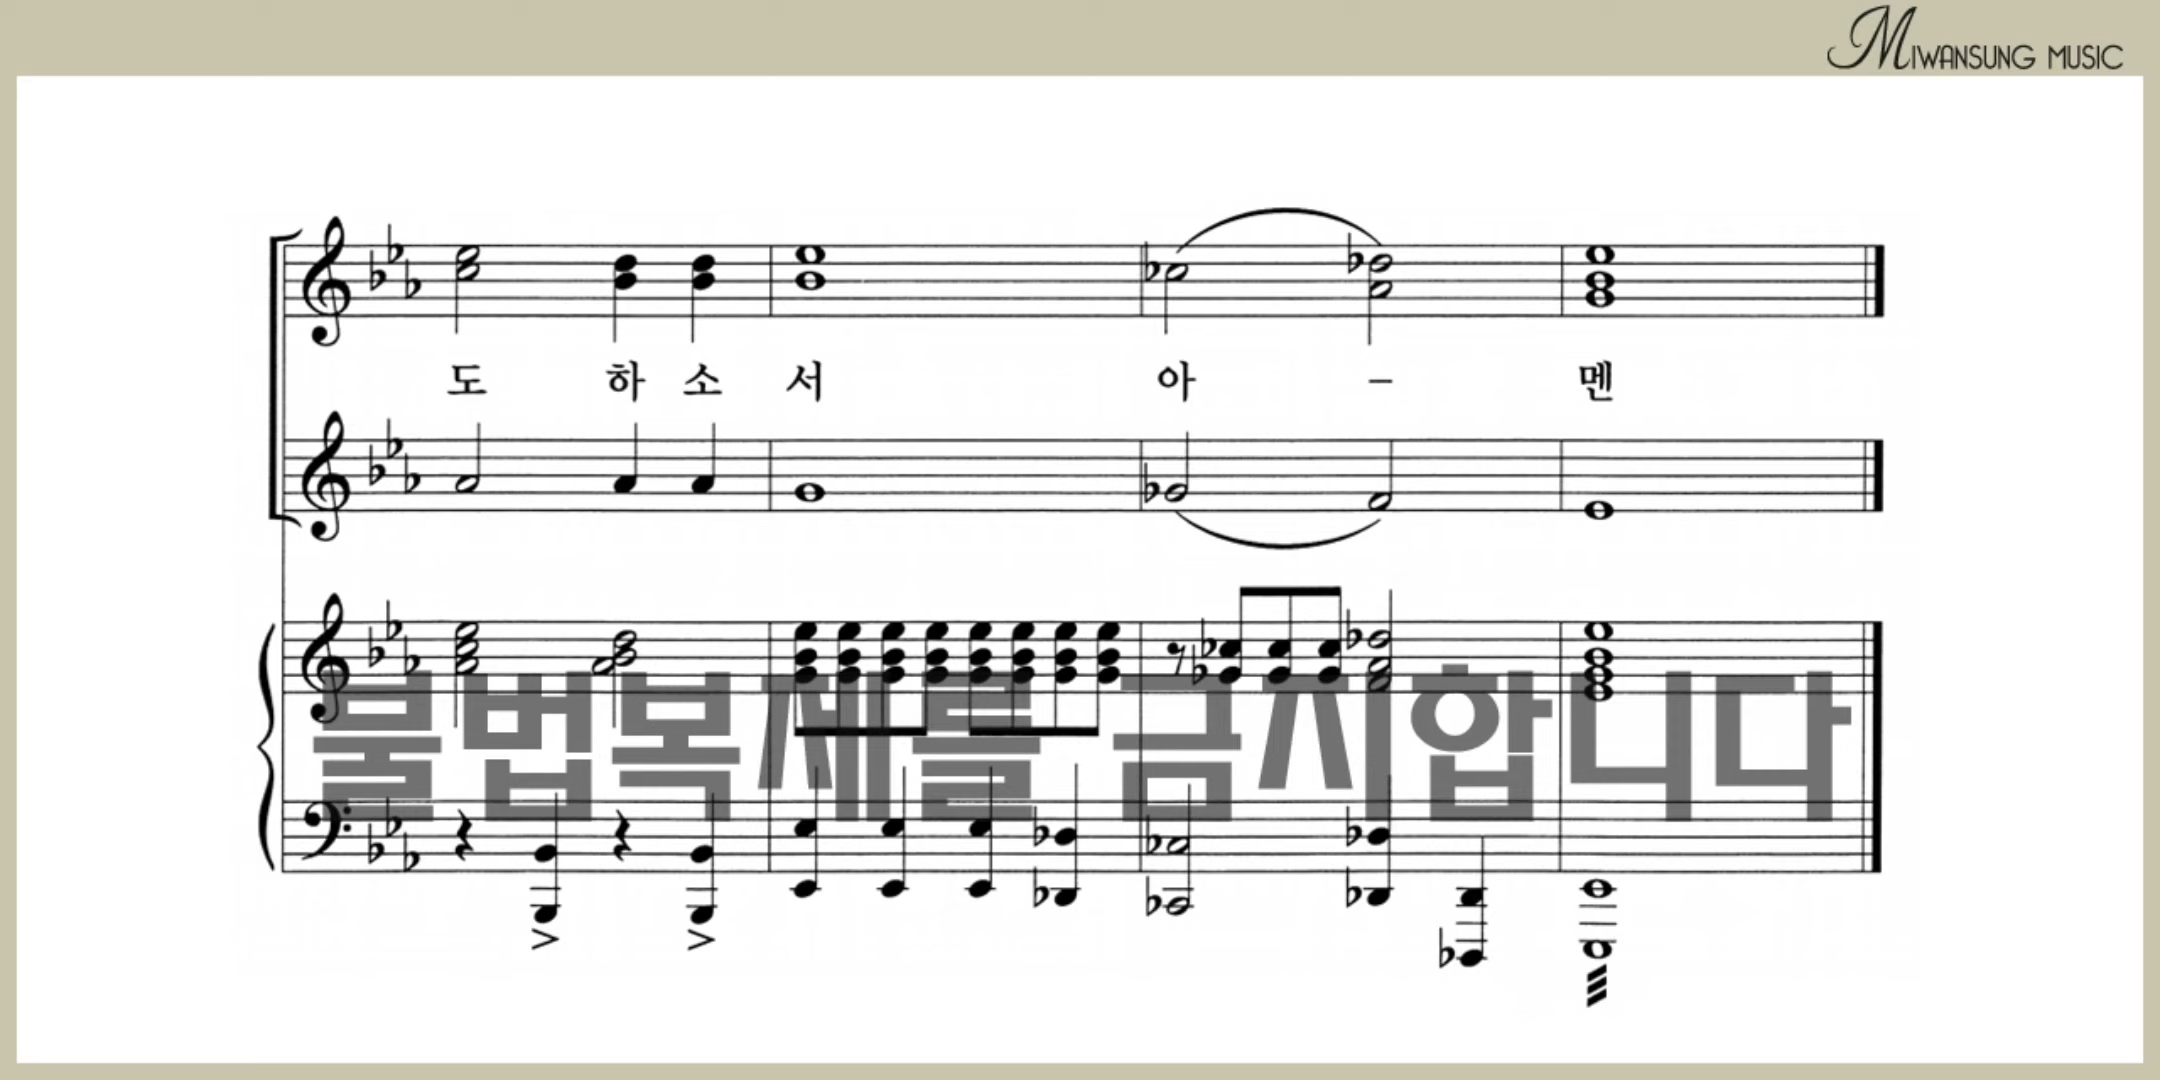 MIWANSUNG MUSIC
도 하 소 서 아 – 멘
불법복제를 금지합니다